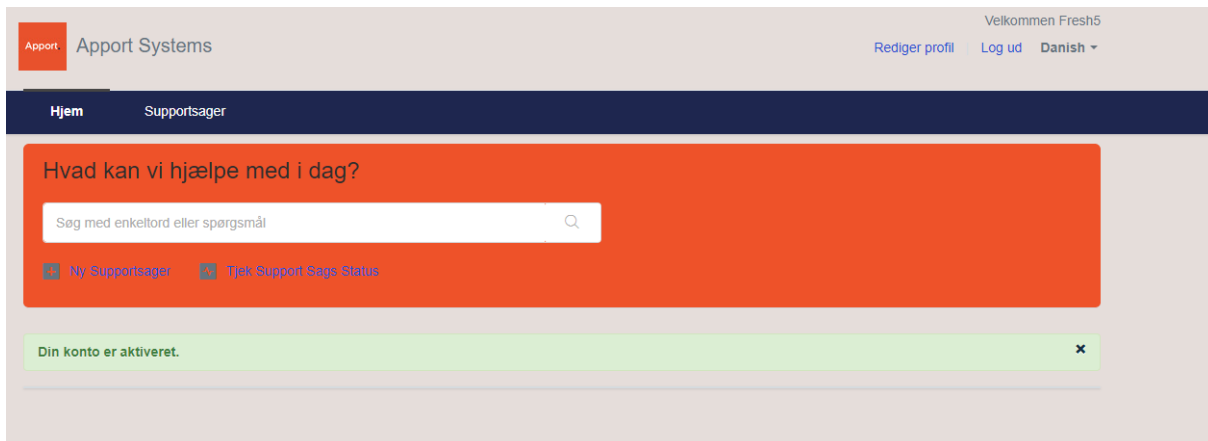 Velkommen Fresh5
Apport. Apport Systems
Rediger profil Log ud Danish
Hjem Supportsager
Hvad kan vi hjælpe med i dag?
Søg med enkeltord eller spørgsmål
Ny Supportsager Tjek Support Sags Status
Din konto er aktiveret. ×